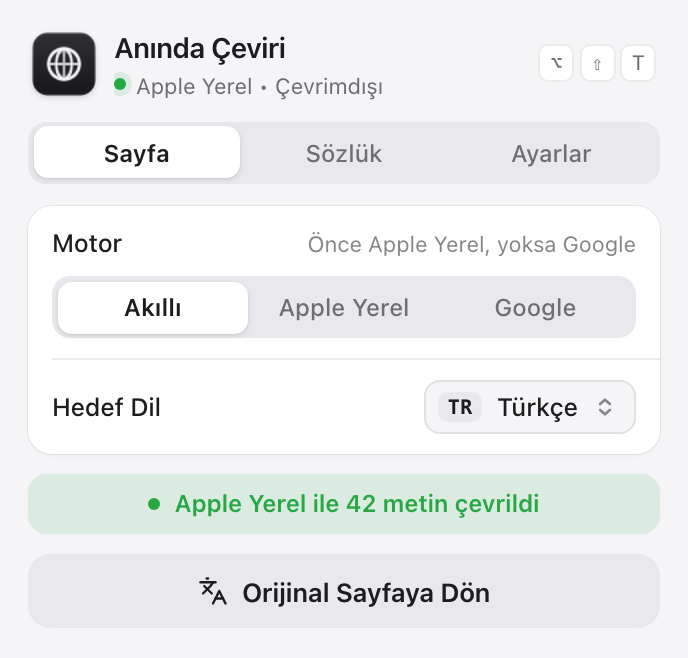 Anında Çeviri
⌥ ⇧ T
Apple Yerel • Çevrimdışı
Sayfa Sözlük Ayarlar
Motor Önce Apple Yerel, yoksa Google
Akıllı Apple Yerel Google
Hedef Dil TR Türkçe
Apple Yerel ile 42 metin çevrildi
Orijinal Sayfaya Dön